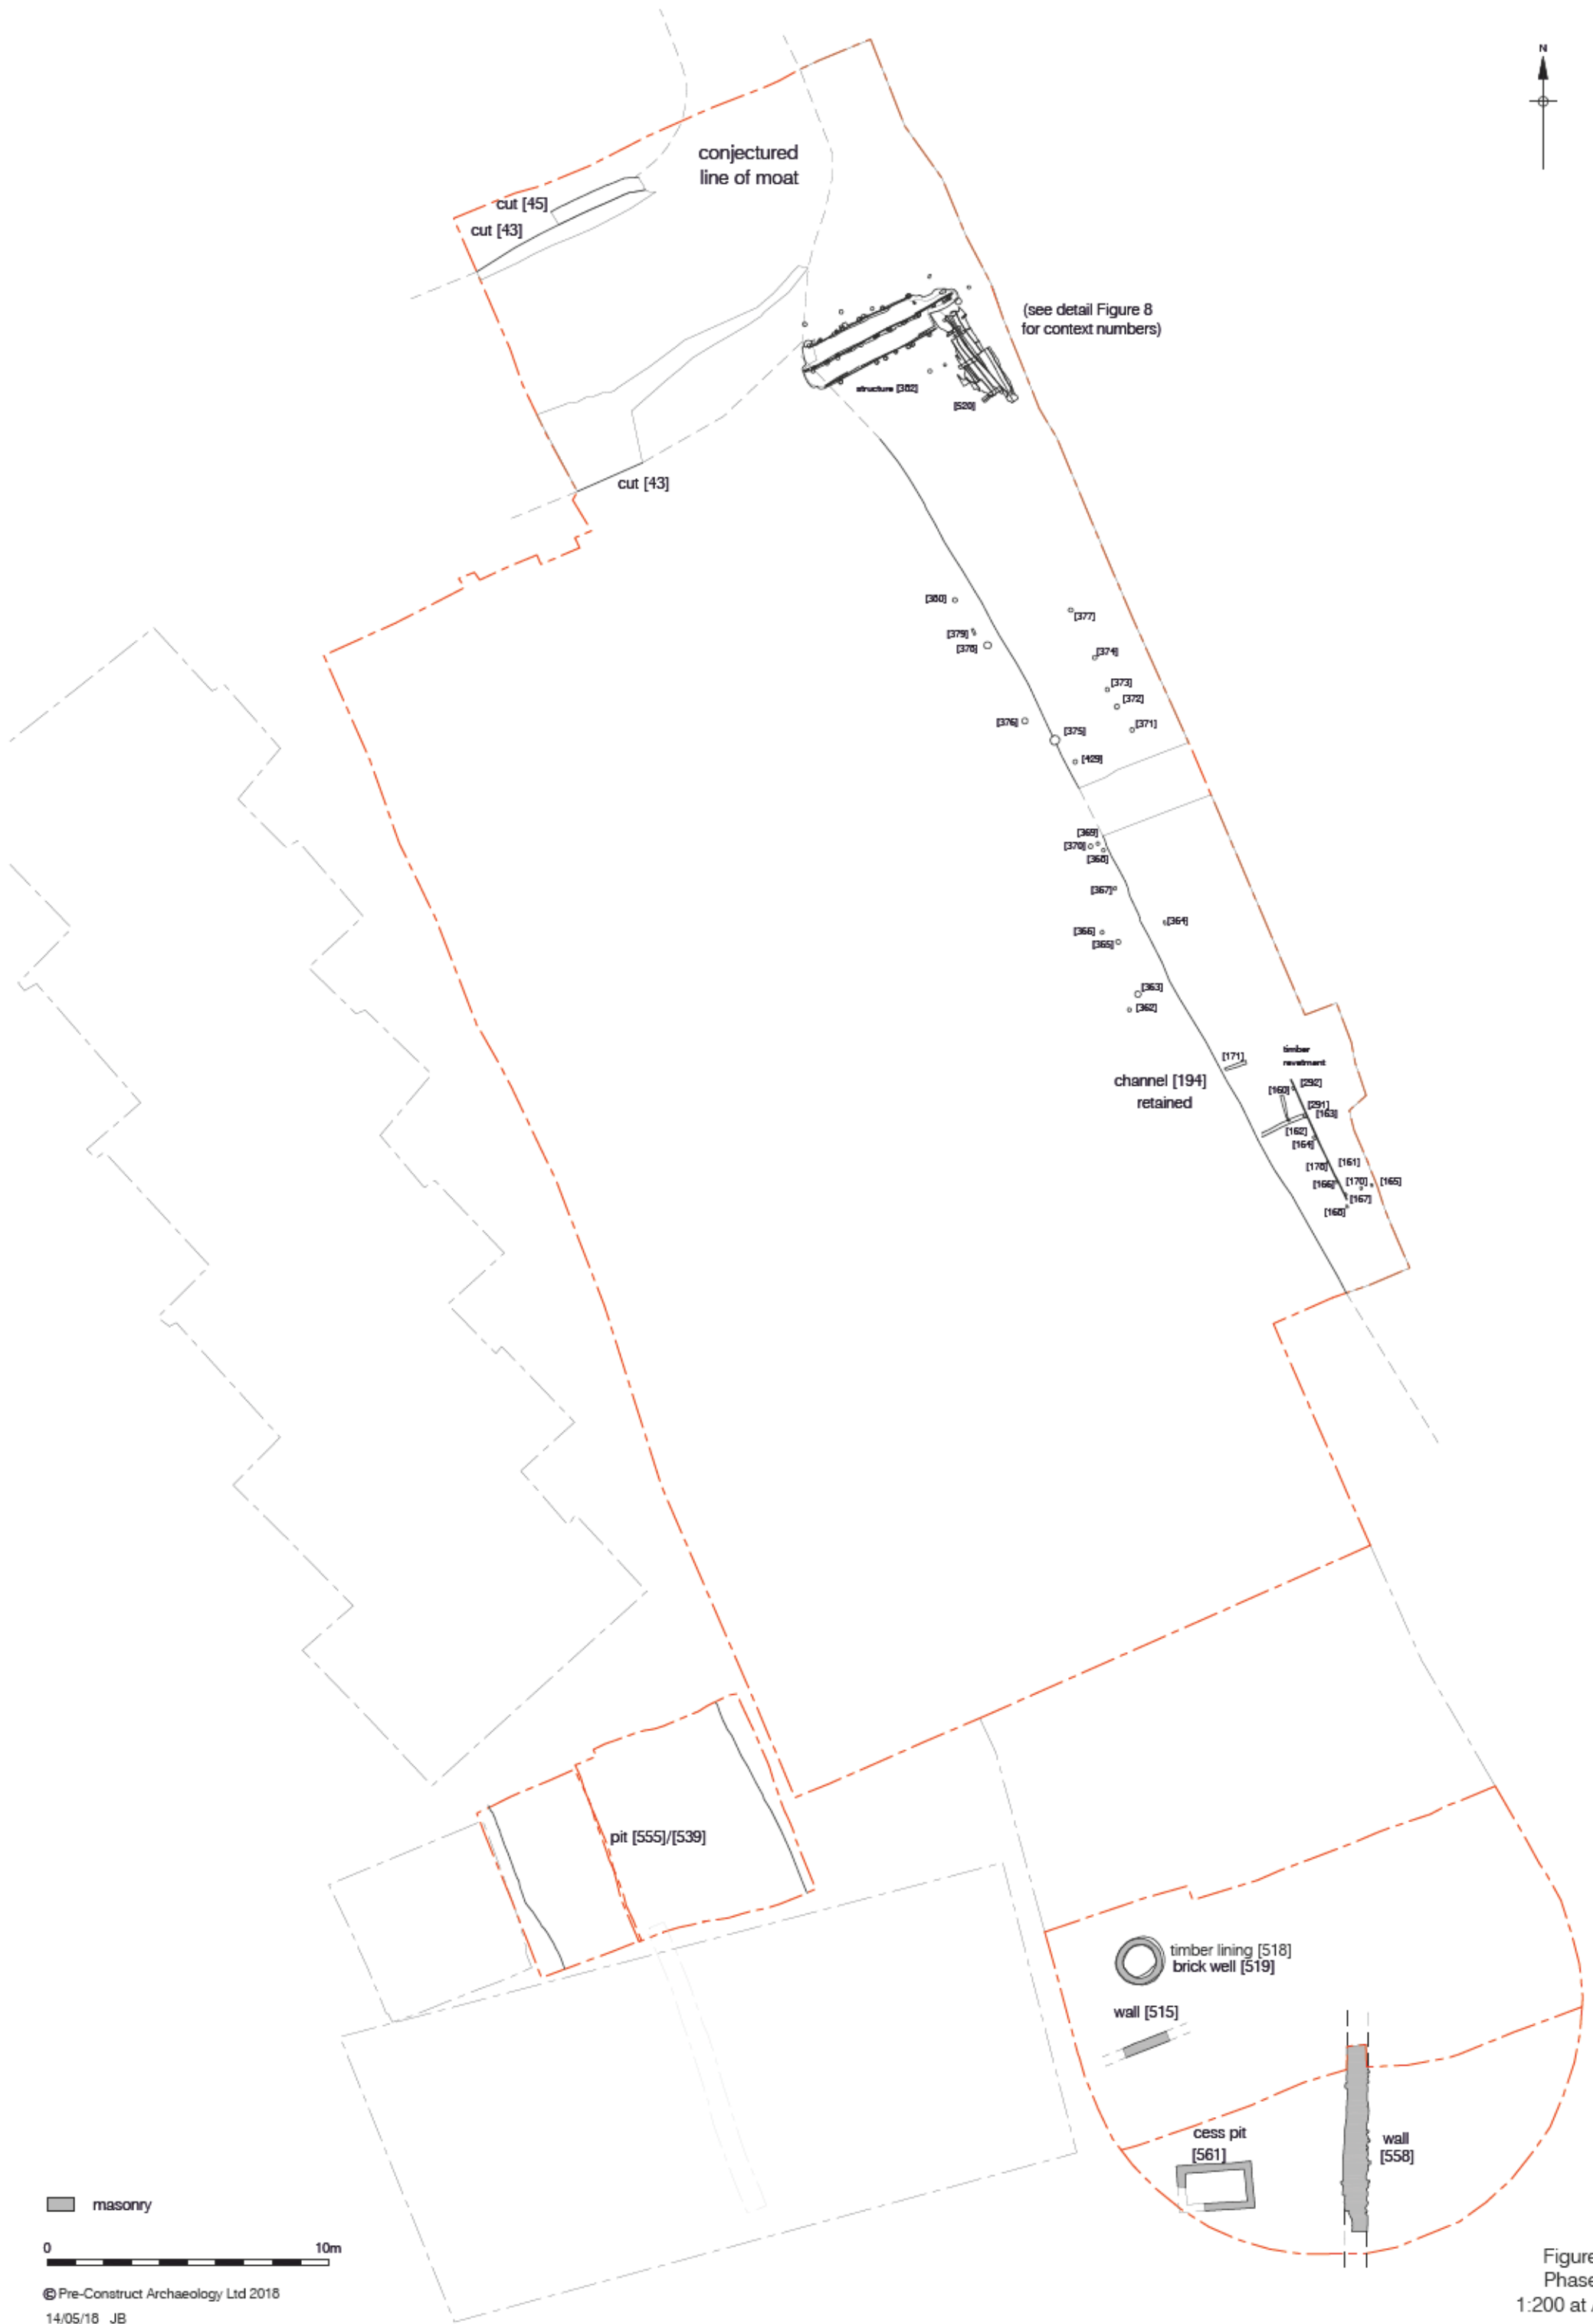 N
conjectured
line of moat
cut [45]
cut [43]
(see detail Figure 8
for context numbers)
structure [382]
[520]
cut [43]
[380]
[377]
[379]
[378]
[374]
[373]
[372]
[376]
[375]
[371]
[429]
[369]
[370]
[368]
[367]
[364]
[366]
[365]
[363]
[362]
[171]
timber
revetment
channel [194]
retained
[160]
[292]
[291]
[163]
[162]
[164]
[178]
[161]
[166]
[170]
[165]
[167]
[168]
pit [555]/[539]
timber lining [518]
brick well [519]
wall [515]
cess pit
[561]
wall
[558]
masonry
0 10m
© Pre-Construct Archaeology Ltd 2018
14/05/18 JB
Figure
Phase
1:200 at